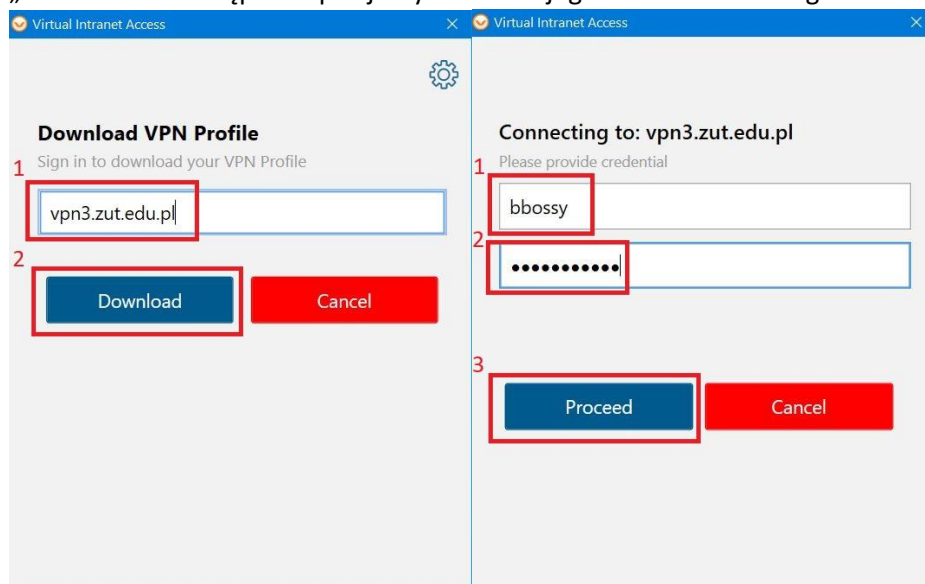 Virtual Intranet Access
Download VPN Profile
Sign in to download your VPN Profile
1
vpn3.zut.edu.pl
2
Download
Cancel
Virtual Intranet Access
Connecting to: vpn3.zut.edu.pl
1
Please provide credential
bbossy
2
•••••••••••
3
Proceed
Cancel